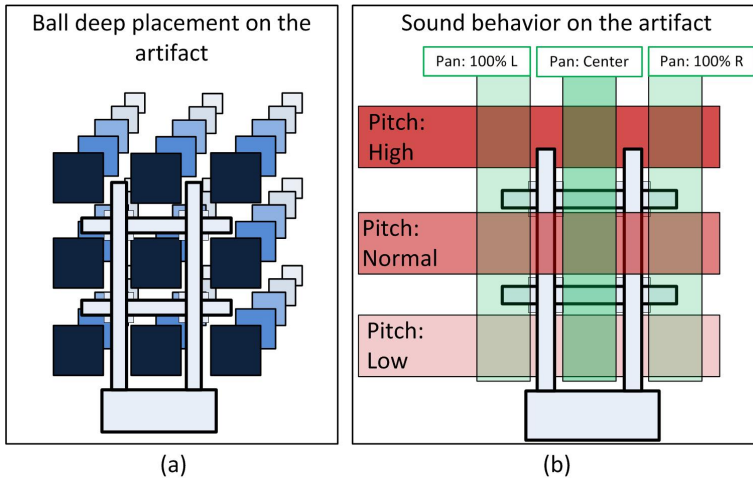 Ball deep placement on the
artifact
(a)
Sound behavior on the artifact
Pan: 100% L
Pan: Center
Pan: 100% R
Pitch:
High
Pitch:
Normal
Pitch:
Low
(b)